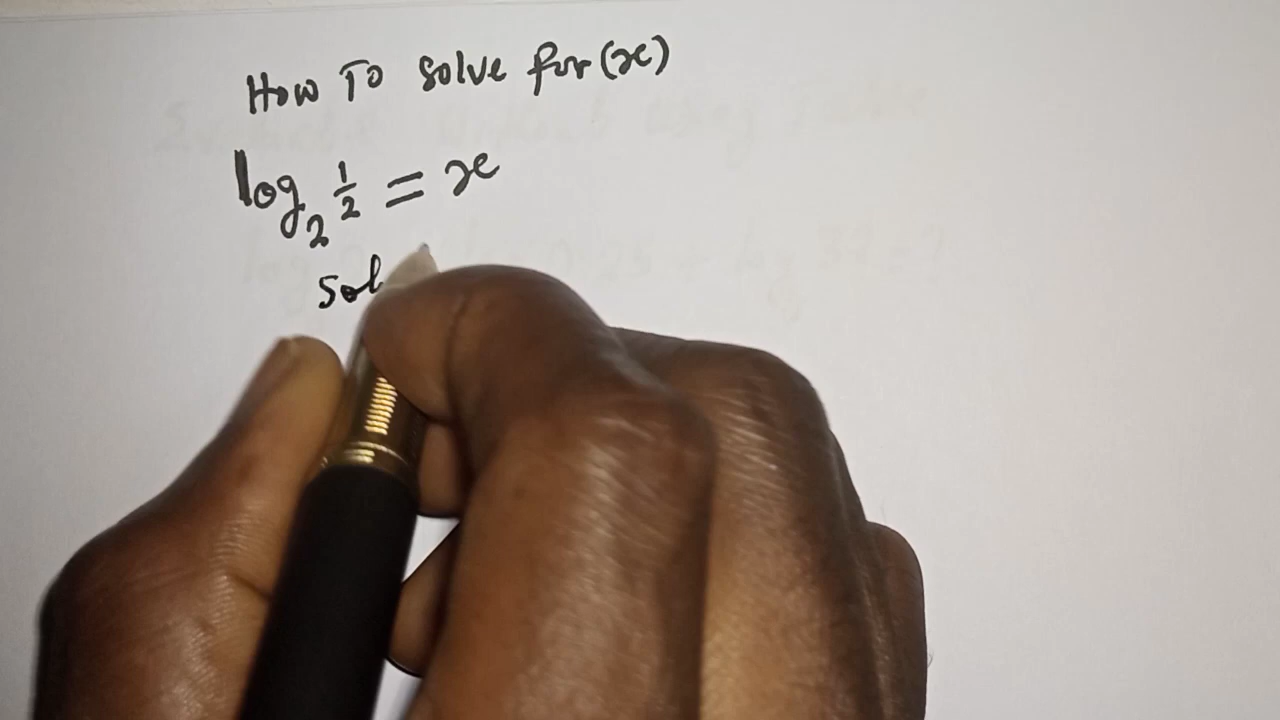 How To solve for (x)
log₂ 1/2 = x
Sol